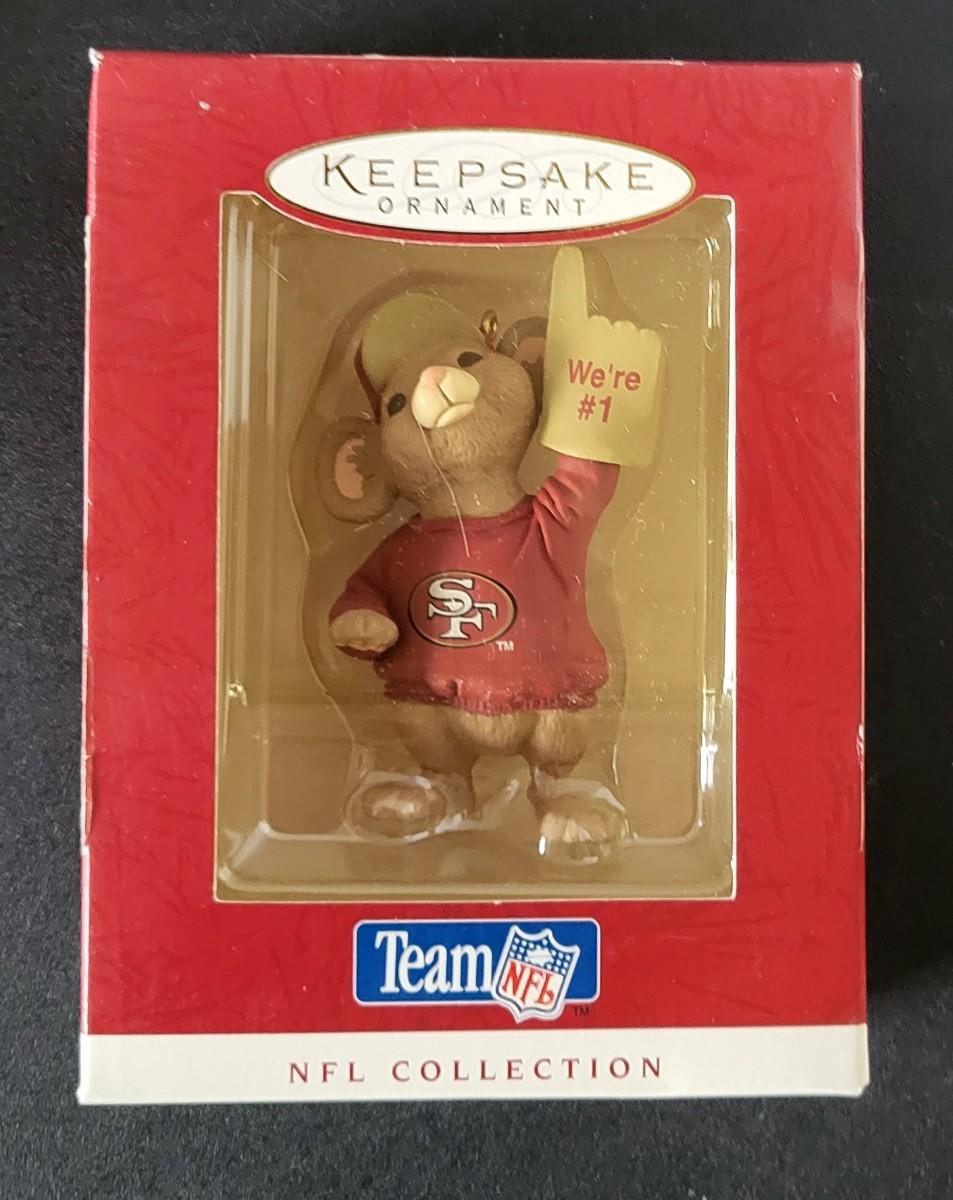 KEEPSAKE
ORNAMENT
We're
#1
SF
TM
Team NFL
TM
NFL COLLECTION